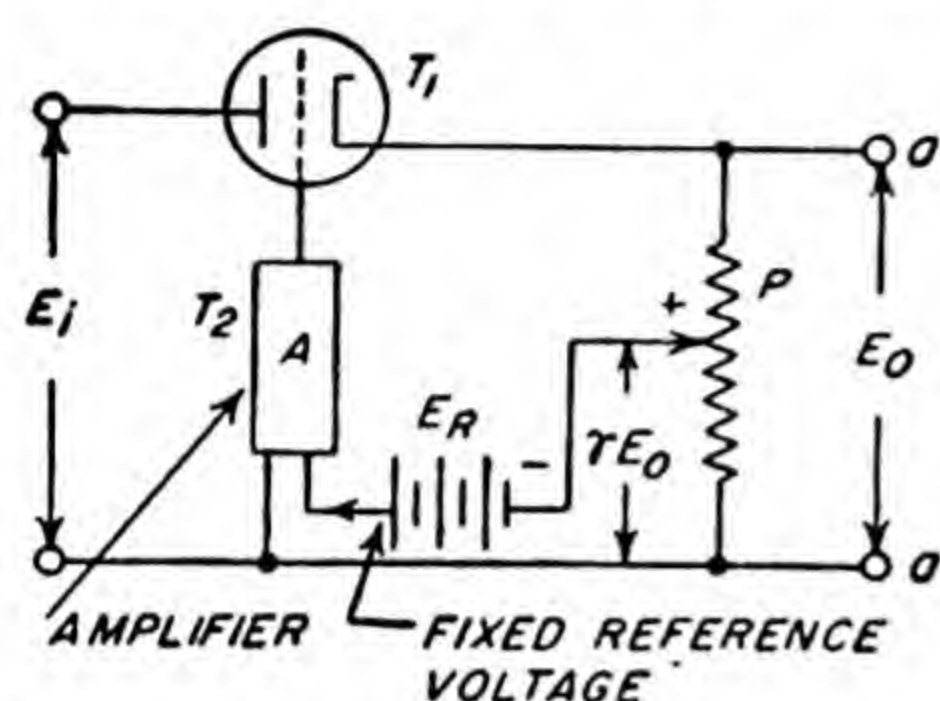 T1
Ei
T2
A
ER
+
P
−
γEo
Eo
a
a
AMPLIFIER
FIXED REFERENCE
VOLTAGE